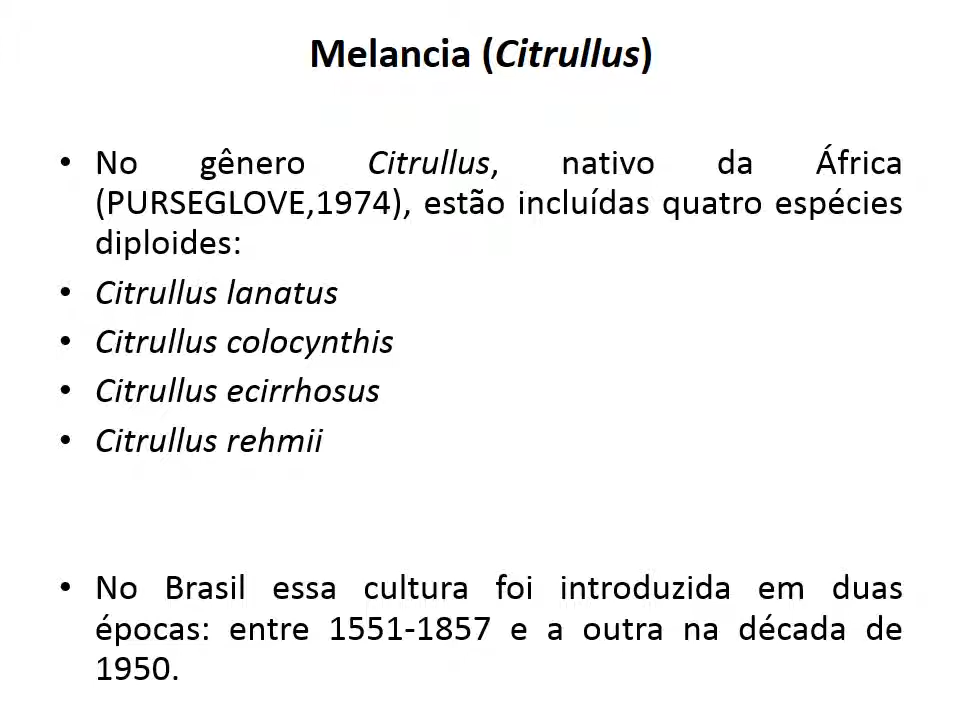 Melancia (Citrullus)
• No gênero Citrullus, nativo da África
(PURSEGLOVE,1974), estão incluídas quatro espécies
diploides:
• Citrullus lanatus
• Citrullus colocynthis
• Citrullus ecirrhosus
• Citrullus rehmii
• No Brasil essa cultura foi introduzida em duas
épocas: entre 1551-1857 e a outra na década de
1950.